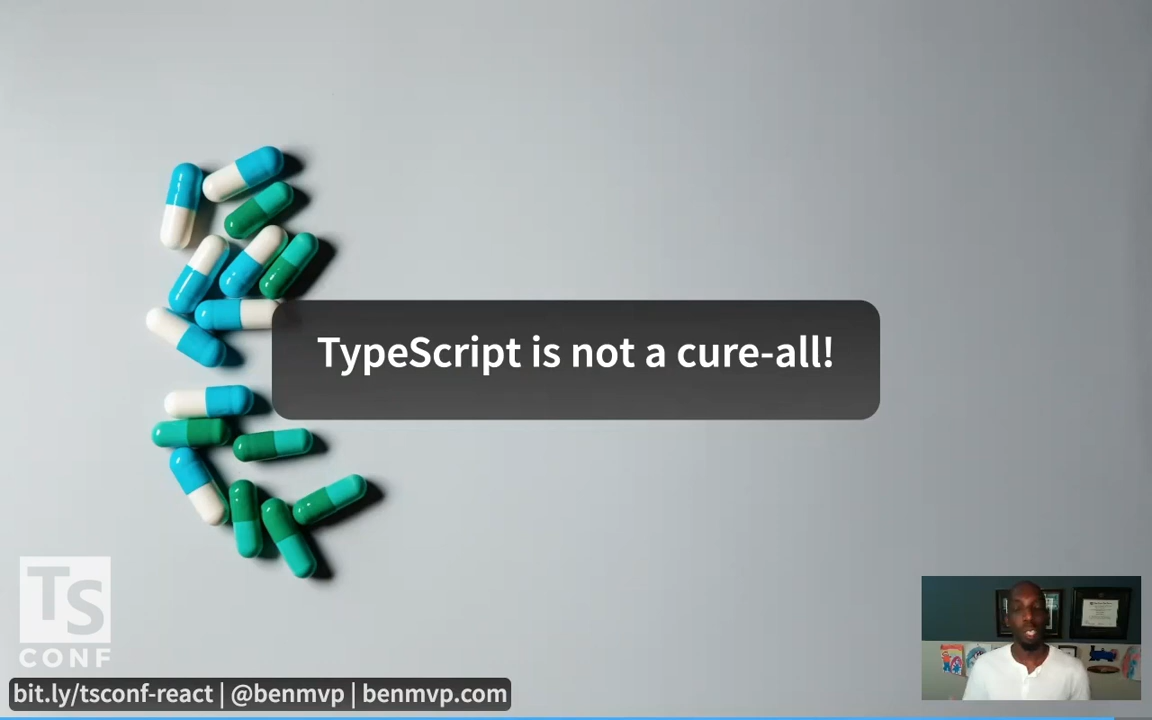 TypeScript is not a cure-all!
TS
CONF
bit.ly/tsconf-react | @benmvp | benmvp.com